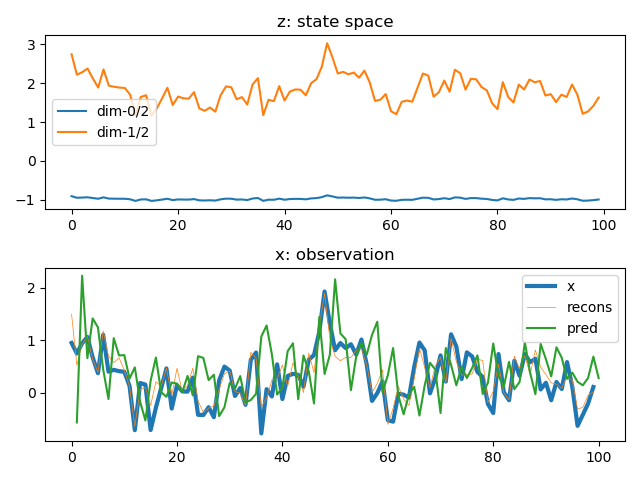 z: state space
3
2
1
0
−1
dim-0/2
dim-1/2
0 20 40 60 80 100
x: observation
2
1
0
x
recons
pred
0 20 40 60 80 100